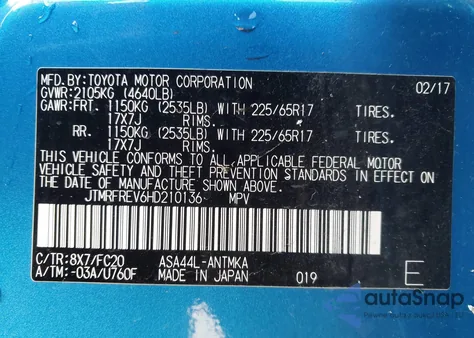 MFD.BY:TOYOTA MOTOR CORPORATION 02/17
GVWR:2105KG (4640LB)
GAWR:FRT. 1150KG (2535LB) WITH 225/65R17 TIRES.
17X7J RIMS.
RR. 1150KG (2535LB) WITH 225/65R17 TIRES.
17X7J RIMS.
THIS VEHICLE CONFORMS TO ALL APPLICABLE FEDERAL MOTOR
VEHICLE SAFETY AND THEFT PREVENTION STANDARDS IN EFFECT
ON THE DATE OF MANUFACTURE SHOWN ABOVE.
JTMRFREV6HD210136 MPV
C/TR:8X7/FC20 ASA44L-ANTMKA
A/TM:-03A/U760F MADE IN JAPAN 019 E
autoSnap